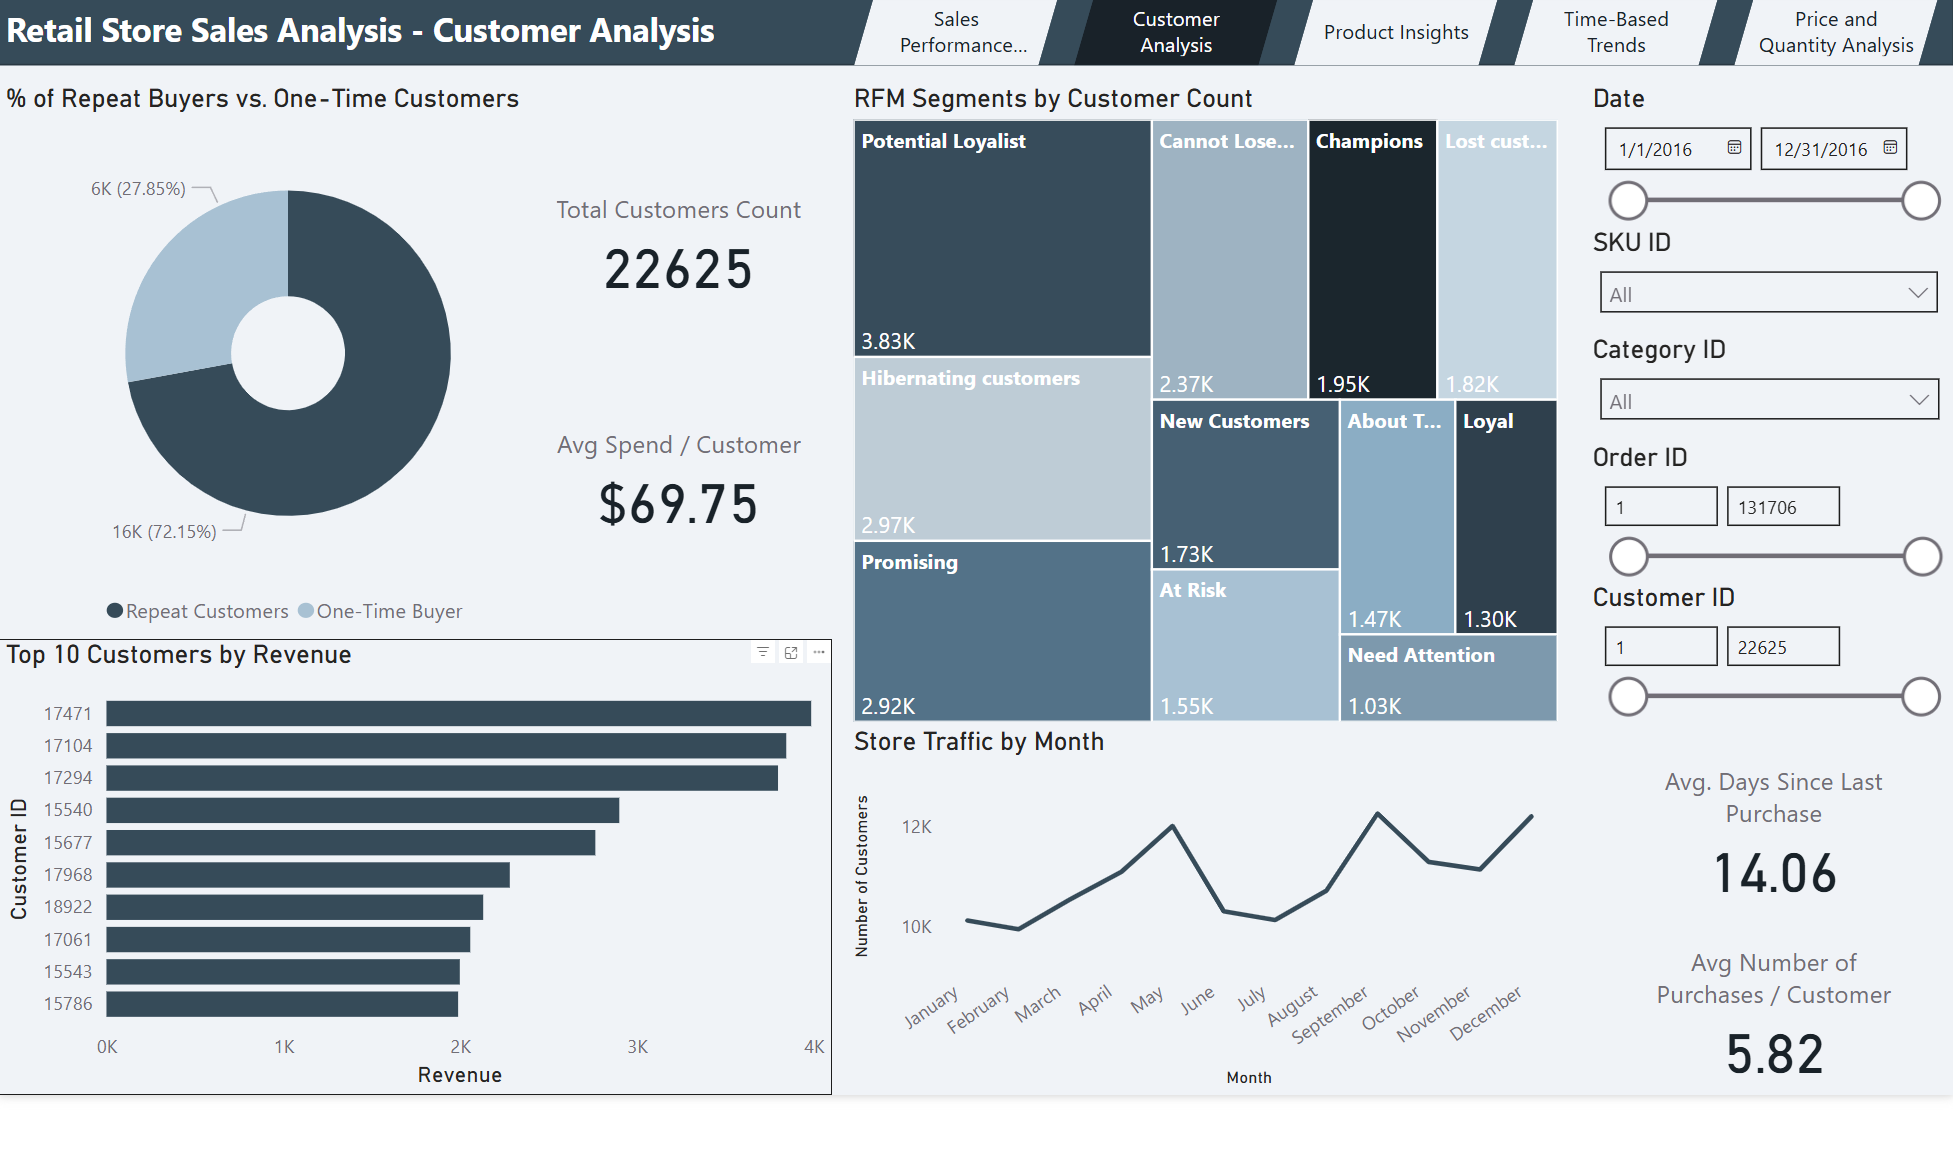 Retail Store Sales Analysis - Customer Analysis
Sales
Performance...
Customer
Analysis
Product Insights
Time-Based
Trends
Price and
Quantity Analysis
% of Repeat Buyers vs. One-Time Customers
6K (27.85%)
16K (72.15%)
Repeat Customers
One-Time Buyer
Total Customers Count
22625
Avg Spend / Customer
$69.75
Top 10 Customers by Revenue
Customer ID
17471
17104
17294
15540
15677
17968
18922
17061
15543
15786
0K
1K
2K
3K
4K
Revenue
RFM Segments by Customer Count
Potential Loyalist
3.83K
Hibernating customers
2.97K
Promising
2.92K
Cannot Lose...
2.37K
Champions
1.95K
Lost cust...
1.82K
New Customers
1.73K
At Risk
1.55K
About T...
1.47K
Loyal
1.30K
Need Attention
1.03K
Store Traffic by Month
Number of Customers
12K
10K
January
February
March
April
May
June
July
August
September
October
November
December
Month
Date
1/1/2016
12/31/2016
SKU ID
All
Category ID
All
Order ID
1
131706
Customer ID
1
22625
Avg. Days Since Last
Purchase
14.06
Avg Number of
Purchases / Customer
5.82